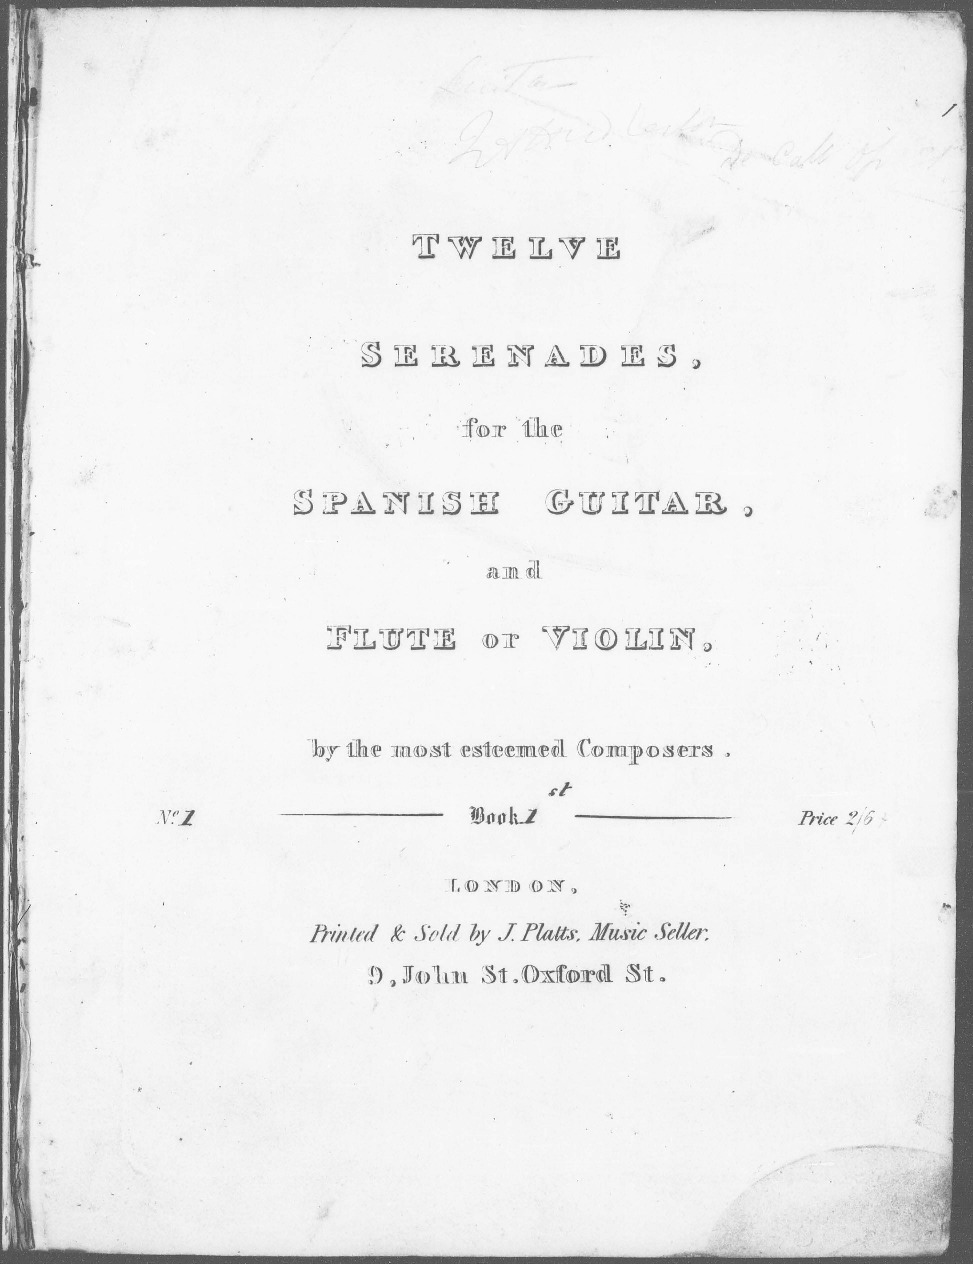 TWELVE
SERENADES,
for the
SPANISH GUITAR,
and
FLUTE or VIOLIN,
by the most esteemed Composers.
No. 1 Book 1st Price 2/6
LONDON,
Printed & Sold by J. Platts, Music Seller.
9, John St. Oxford St.